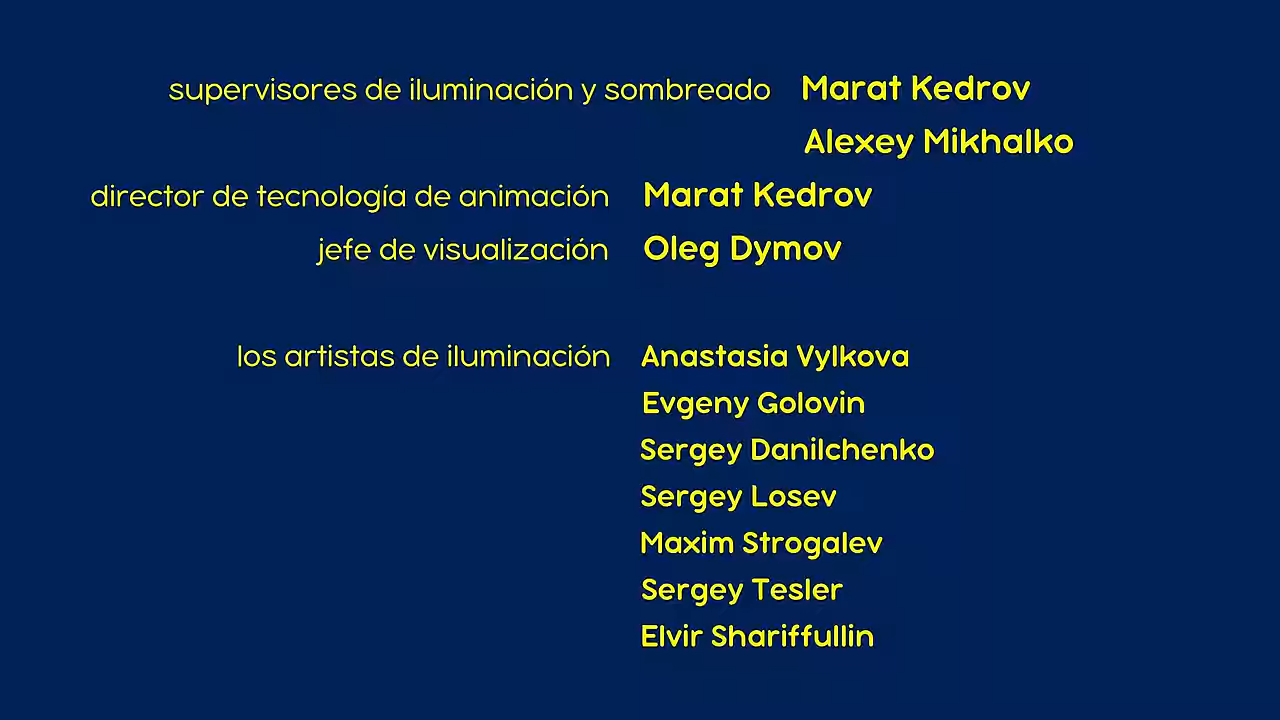 supervisores de iluminación y sombreado Marat Kedrov
Alexey Mikhalko
director de tecnología de animación Marat Kedrov
jefe de visualización Oleg Dymov
los artistas de iluminación Anastasia Vylkova
Evgeny Golovin
Sergey Danilchenko
Sergey Losev
Maxim Strogalev
Sergey Tesler
Elvir Shariffullin